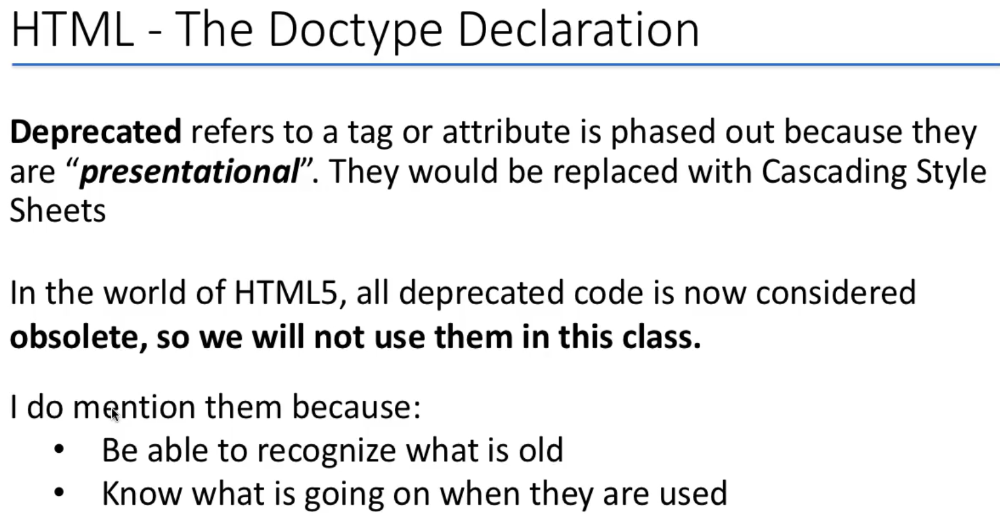 HTML - The Doctype Declaration
Deprecated refers to a tag or attribute is phased out because they
are “presentational”. They would be replaced with Cascading Style
Sheets
In the world of HTML5, all deprecated code is now considered
obsolete, so we will not use them in this class.
I do mention them because:
• Be able to recognize what is old
• Know what is going on when they are used